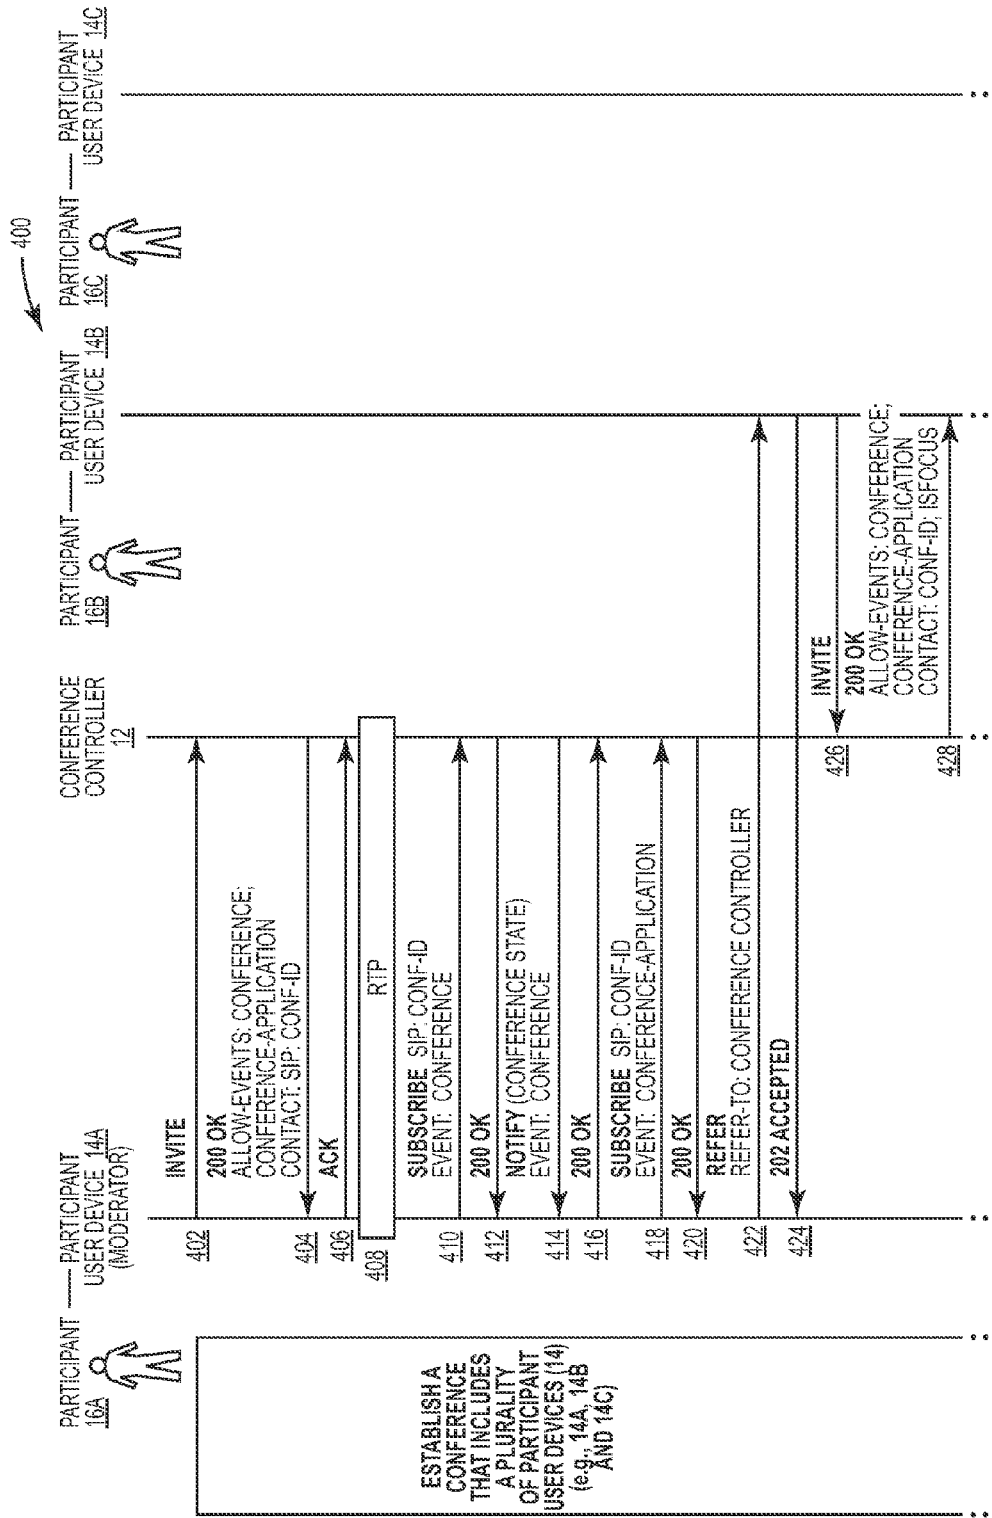 400
PARTICIPANT
16A
PARTICIPANT
USER DEVICE 14A
(MODERATOR)
CONFERENCE
CONTROLLER
12
PARTICIPANT
16B
PARTICIPANT
USER DEVICE 14B
PARTICIPANT
16C
PARTICIPANT
USER DEVICE 14C
ESTABLISH A
CONFERENCE
THAT INCLUDES
A PLURALITY
OF PARTICIPANT
USER DEVICES (14)
(e.g., 14A, 14B
AND 14C)
402
INVITE
200 OK
ALLOW-EVENTS: CONFERENCE;
CONFERENCE-APPLICATION
CONTACT: SIP: CONF-ID
404
ACK
406
408
RTP
SUBSCRIBE SIP: CONF-ID
EVENT: CONFERENCE
410
200 OK
412
NOTIFY (CONFERENCE STATE)
EVENT: CONFERENCE
414
200 OK
416
SUBSCRIBE SIP: CONF-ID
EVENT: CONFERENCE-APPLICATION
418
200 OK
420
REFER
REFER-TO: CONFERENCE CONTROLLER
422
202 ACCEPTED
424
INVITE
426
200 OK
ALLOW-EVENTS: CONFERENCE;
CONFERENCE-APPLICATION
CONTACT: CONF-ID; ISFOCUS
428